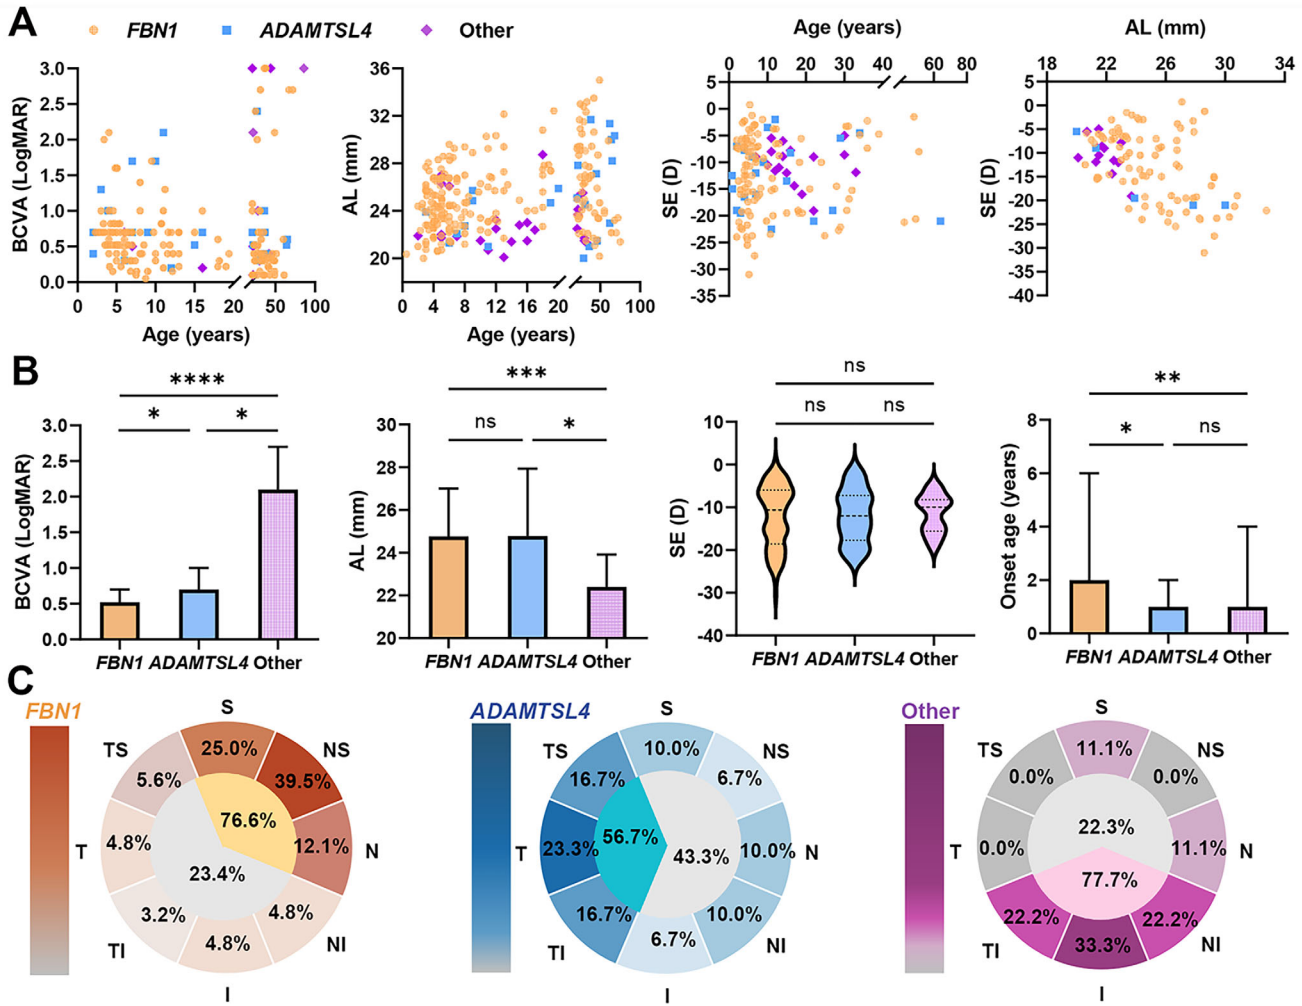 A
FBN1 ADAMTSL4 Other
BCVA (LogMAR)
3.0
2.5
2.0
1.5
1.0
0.5
0.0
0 5 10 15 20 50 100
Age (years)
AL (mm)
36
32
28
24
20
0 4 8 12 16 20 50 100
Age (years)
Age (years)
0 10 20 30 40 60 80
SE (D)
5
0
-5
-10
-15
-20
-25
-30
-35
AL (mm)
18 22 26 30 34
SE (D)
5
0
-5
-10
-15
-20
-25
-30
-35
-40
B
****
* *
BCVA (LogMAR)
3.0
2.5
2.0
1.5
1.0
0.5
0.0
FBN1 ADAMTSL4 Other
***
ns *
AL (mm)
30
28
26
24
22
20
FBN1 ADAMTSL4 Other
ns
ns ns
SE (D)
10
0
-10
-20
-30
-40
FBN1 ADAMTSL4 Other
**
* ns
Onset age (years)
8
6
4
2
0
FBN1 ADAMTSL4 Other
C
FBN1
S
TS NS
25.0%
5.6% 39.5%
76.6%
T 4.8% 12.1% N
23.4%
3.2% 4.8%
4.8%
TI NI
I
ADAMTSL4
S
TS NS
10.0%
16.7% 6.7%
56.7%
T 23.3% 10.0% N
43.3%
16.7% 10.0%
6.7%
TI NI
I
Other
S
TS NS
11.1%
0.0% 0.0%
22.3%
T 0.0% 11.1% N
77.7%
22.2% 22.2%
33.3%
TI NI
I